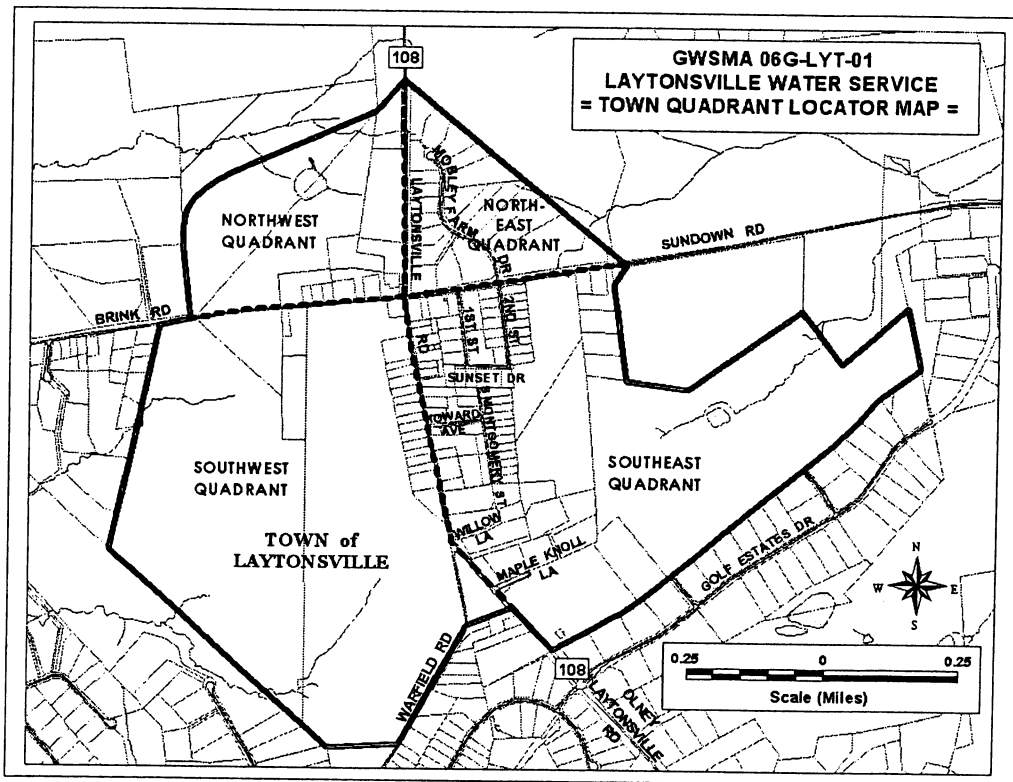 GWSMA 06G-LYT-01
LAYTONSVILLE WATER SERVICE
= TOWN QUADRANT LOCATOR MAP =
108
NORTHWEST
QUADRANT
LAYTONSVILLE
RD
MOBLEY FARM DR
NORTH-
EAST
QUADRANT
SUNDOWN RD
BRINK RD
1ST ST
2ND ST
SUNSET DR
HOWARD
AVE
S MONTGOMERY ST
SOUTHWEST
QUADRANT
SOUTHEAST
QUADRANT
TOWN of
LAYTONSVILLE
WILLOW
LA
MAPLE KNOLL
LA
GOLF ESTATES DR
WARFIELD RD
108
OLNEY
LAYTONSVILLE
RD
N
W
E
S
0.25 0 0.25
Scale (Miles)